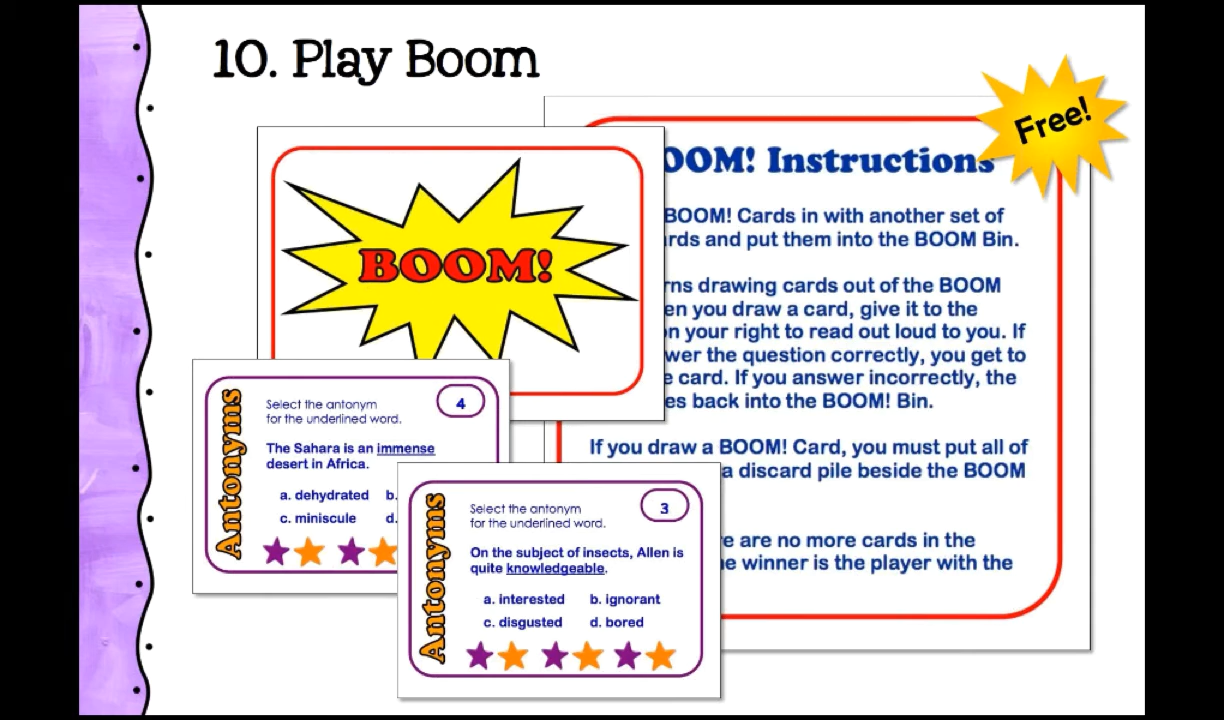 10. Play Boom
Free!
BOOM!
OOM! Instructions
BOOM! Cards in with another set of
and put them into the BOOM Bin.
drawing cards out of the BOOM
you draw a card, give it to the
on your right to read out loud to you. If
the question correctly, you get to
card. If you answer incorrectly, the
back into the BOOM! Bin.
If you draw a BOOM! Card, you must put all of
a discard pile beside the BOOM
are no more cards in the
winner is the player with the
Antonyms
4
Select the antonym
for the underlined word.
The Sahara is an immense
desert in Africa.
a. dehydrated b.
c. miniscule d.
Antonyms
3
Select the antonym
for the underlined word.
On the subject of insects, Allen is
quite knowledgeable.
a. interested b. ignorant
c. disgusted d. bored